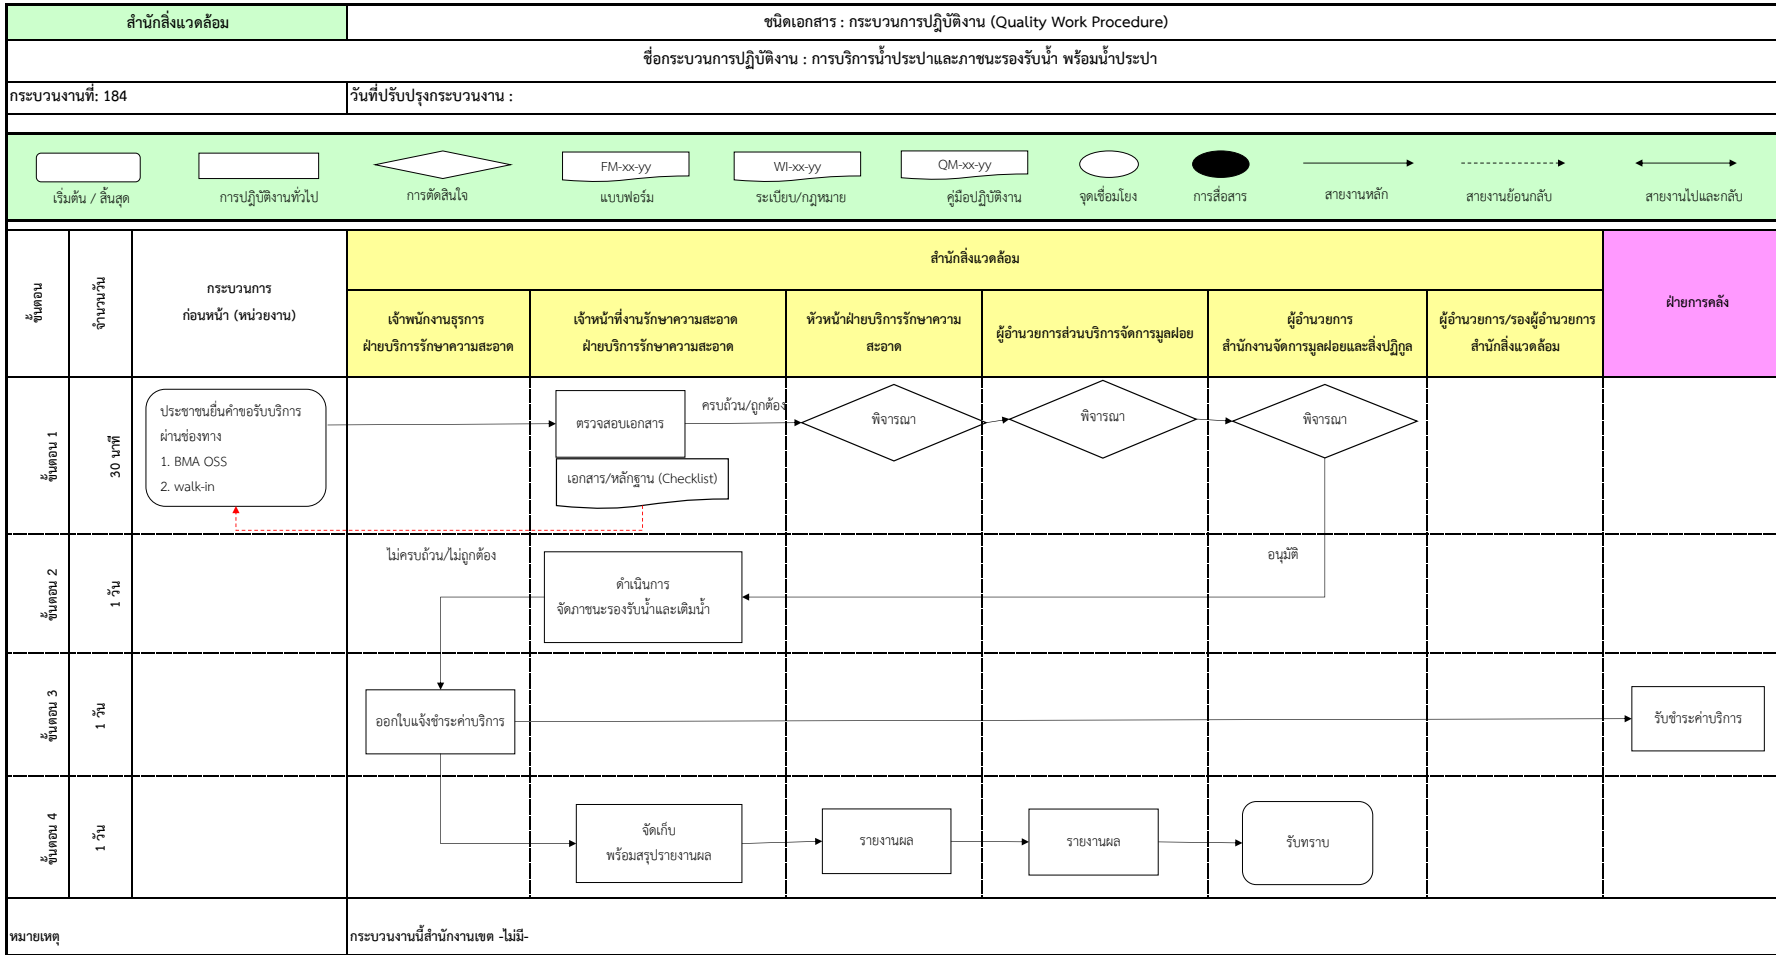 สำนักสิ่งแวดล้อม
ชนิดเอกสาร : กระบวนการปฎิบัติงาน (Quality Work Procedure)
ชื่อกระบวนการปฏิบัติงาน : การบริการน้ำประปาและภาชนะรองรับน้ำ พร้อมน้ำประปา
กระบวนงานที่: 184
วันที่ปรับปรุงกระบวนงาน :
FM-xx-yy
WI-xx-yy
QM-xx-yy
เริ่มต้น / สิ้นสุด
การปฏิบัติงานทั่วไป
การตัดสินใจ
แบบฟอร์ม
ระเบียบ/กฎหมาย
คู่มือปฏิบัติงาน
จุดเชื่อมโยง
การสื่อสาร
สายงานหลัก
สายงานย้อนกลับ
สายงานไปและกลับ
ขั้นตอน
จำนวนวัน
กระบวนการ
ก่อนหน้า (หน่วยงาน)
สำนักสิ่งแวดล้อม
ฝ่ายการคลัง
เจ้าพนักงานธุรการ
ฝ่ายบริการรักษาความสะอาด
เจ้าหน้าที่งานรักษาความสะอาด
ฝ่ายบริการรักษาความสะอาด
หัวหน้าฝ่ายบริการรักษาความ
สะอาด
ผู้อำนวยการส่วนบริการจัดการมูลฝอย
ผู้อำนวยการ
สำนักงานจัดการมูลฝอยและสิ่งปฏิกูล
ผู้อำนวยการ/รองผู้อำนวยการ
สำนักสิ่งแวดล้อม
ขั้นตอน 1
30 นาที
ประชาชนยื่นคำขอรับบริการ
ผ่านช่องทาง
1. BMA OSS
2. walk-in
ตรวจสอบเอกสาร
เอกสาร/หลักฐาน (Checklist)
ครบถ้วน/ถูกต้อง
พิจารณา
พิจารณา
พิจารณา
ขั้นตอน 2
1 วัน
ไม่ครบถ้วน/ไม่ถูกต้อง
ดำเนินการ
จัดภาชนะรองรับน้ำและเติมน้ำ
อนุมัติ
ขั้นตอน 3
1 วัน
ออกใบแจ้งชำระค่าบริการ
รับชำระค่าบริการ
ขั้นตอน 4
1 วัน
จัดเก็บ
พร้อมสรุปรายงานผล
รายงานผล
รายงานผล
รับทราบ
หมายเหตุ
กระบวนงานนี้สำนักงานเขต -ไม่มี-